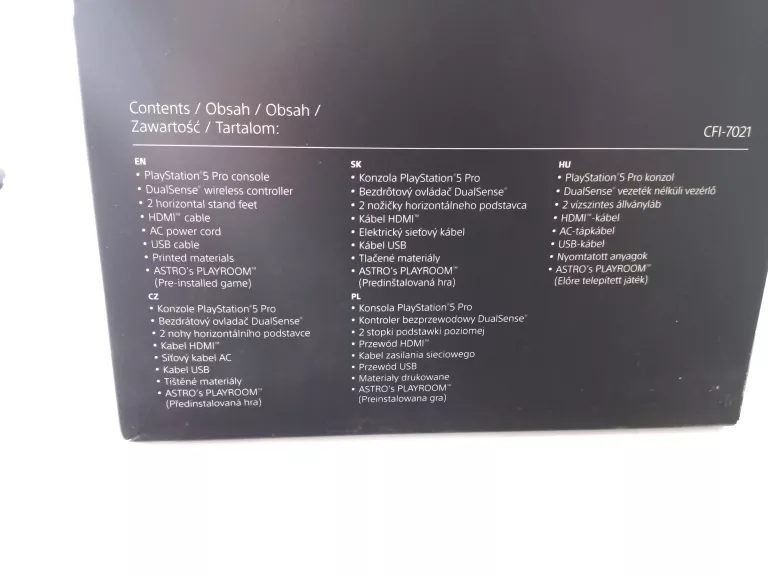 Contents / Obsah / Obsah /
Zawartość / Tartalom:
CFI-7021
EN
• PlayStation®5 Pro console
• DualSense® wireless controller
• 2 horizontal stand feet
• HDMI™ cable
• AC power cord
• USB cable
• Printed materials
• ASTRO's PLAYROOM™
(Pre-installed game)
CZ
• Konzole PlayStation®5 Pro
• Bezdrátový ovladač DualSense®
• 2 nohy horizontálního podstavce
• Kabel HDMI™
• Síťový kabel AC
• Kabel USB
• Tištěné materiály
• ASTRO's PLAYROOM™
(Předinstalovaná hra)
SK
• Konzola PlayStation®5 Pro
• Bezdrôtový ovládač DualSense®
• 2 nožičky horizontálneho podstavca
• Kábel HDMI™
• Elektrický sieťový kábel
• Kábel USB
• Tlačené materiály
• ASTRO's PLAYROOM™
(Predinštalovaná hra)
PL
• Konsola PlayStation®5 Pro
• Kontroler bezprzewodowy DualSense®
• 2 stopki podstawki poziomej
• Przewód HDMI™
• Kabel zasilania sieciowego
• Przewód USB
• Materiały drukowane
• ASTRO's PLAYROOM™
(Preinstalowana gra)
HU
• PlayStation®5 Pro konzol
• DualSense® vezeték nélküli vezérlő
• 2 vízszintes állványláb
• HDMI™-kábel
• AC-tápkábel
• USB-kábel
• Nyomtatott anyagok
• ASTRO's PLAYROOM™
(Előre telepített játék)